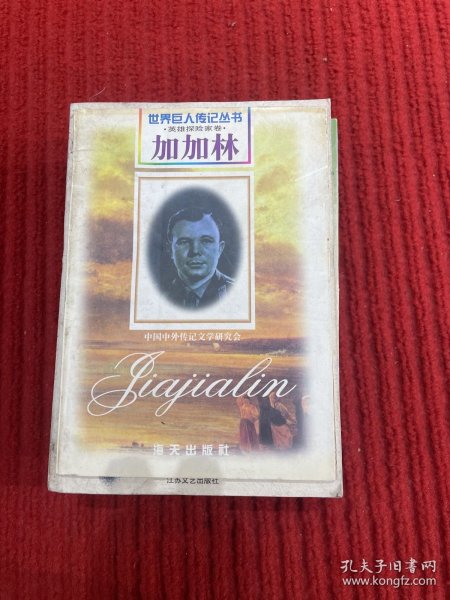 世界巨人传记丛书
·英雄探险家卷·
加加林
中国中外传记文学研究会
Jiajialin
海天出版社
江苏文艺出版社
孔夫子旧书网
www.kongfz.com